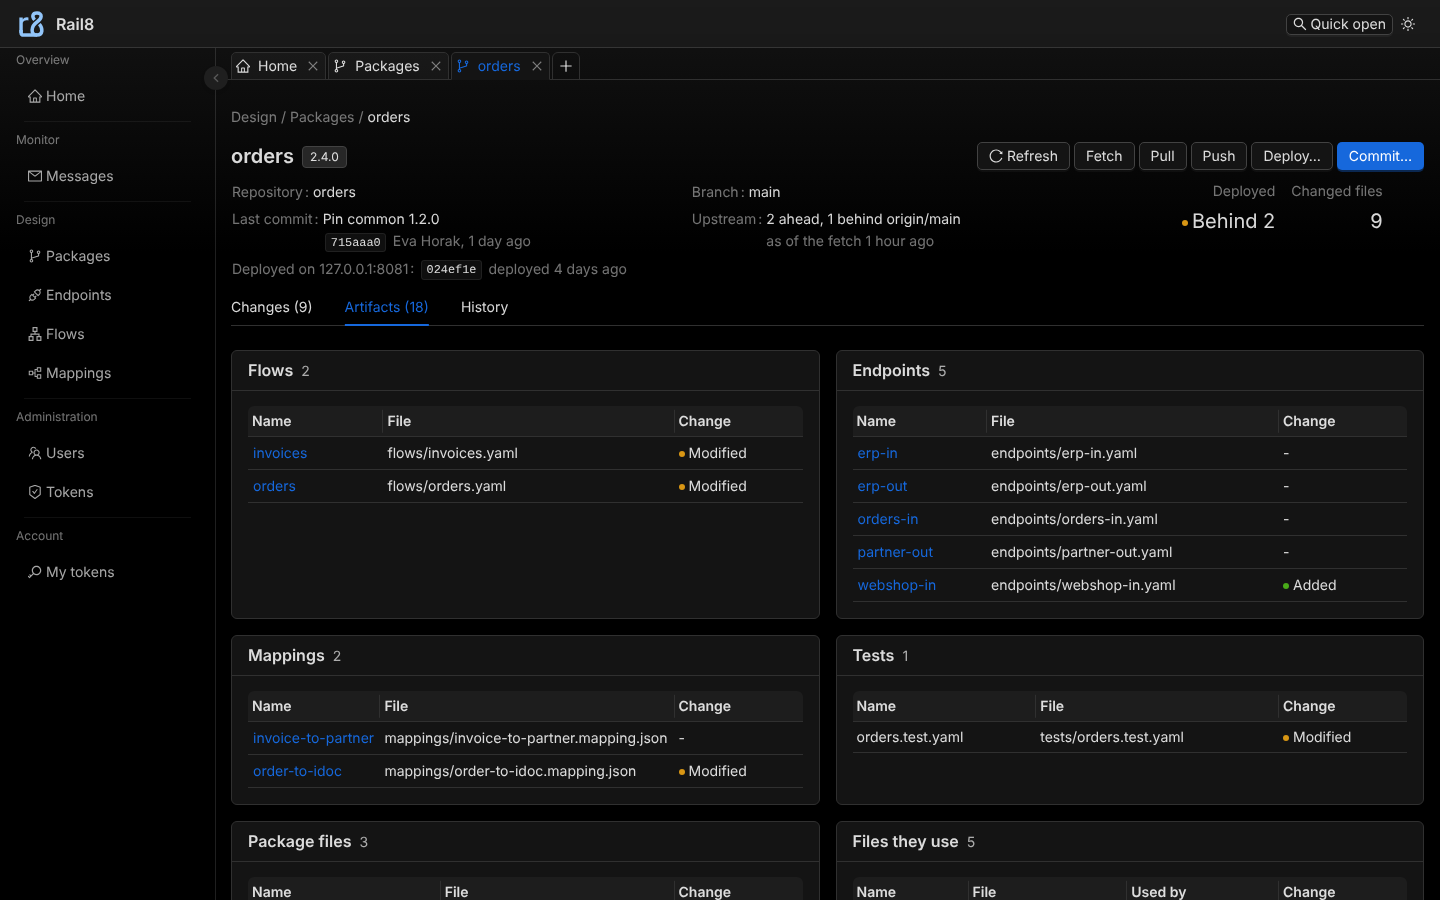 r8 Rail8
Quick open
Overview
Home
Monitor
Messages
Design
Packages
Endpoints
Flows
Mappings
Administration
Users
Tokens
Account
My tokens
Home
Packages
orders
Design / Packages / orders
orders 2.4.0
Refresh
Fetch
Pull
Push
Deploy...
Commit...
Repository: orders
Branch: main
Last commit: Pin common 1.2.0
715aaa0 Eva Horak, 1 day ago
Upstream: 2 ahead, 1 behind origin/main
as of the fetch 1 hour ago
Deployed on 127.0.0.1:8081: 024ef1e deployed 4 days ago
Deployed
Behind 2
Changed files
9
Changes (9)
Artifacts (18)
History
Flows 2
Name File Change
invoices flows/invoices.yaml Modified
orders flows/orders.yaml Modified
Endpoints 5
Name File Change
erp-in endpoints/erp-in.yaml -
erp-out endpoints/erp-out.yaml -
orders-in endpoints/orders-in.yaml -
partner-out endpoints/partner-out.yaml -
webshop-in endpoints/webshop-in.yaml Added
Mappings 2
Name File Change
invoice-to-partner mappings/invoice-to-partner.mapping.json -
order-to-idoc mappings/order-to-idoc.mapping.json Modified
Tests 1
Name File Change
orders.test.yaml tests/orders.test.yaml Modified
Package files 3
Name File Change
Files they use 5
Name File Used by Change